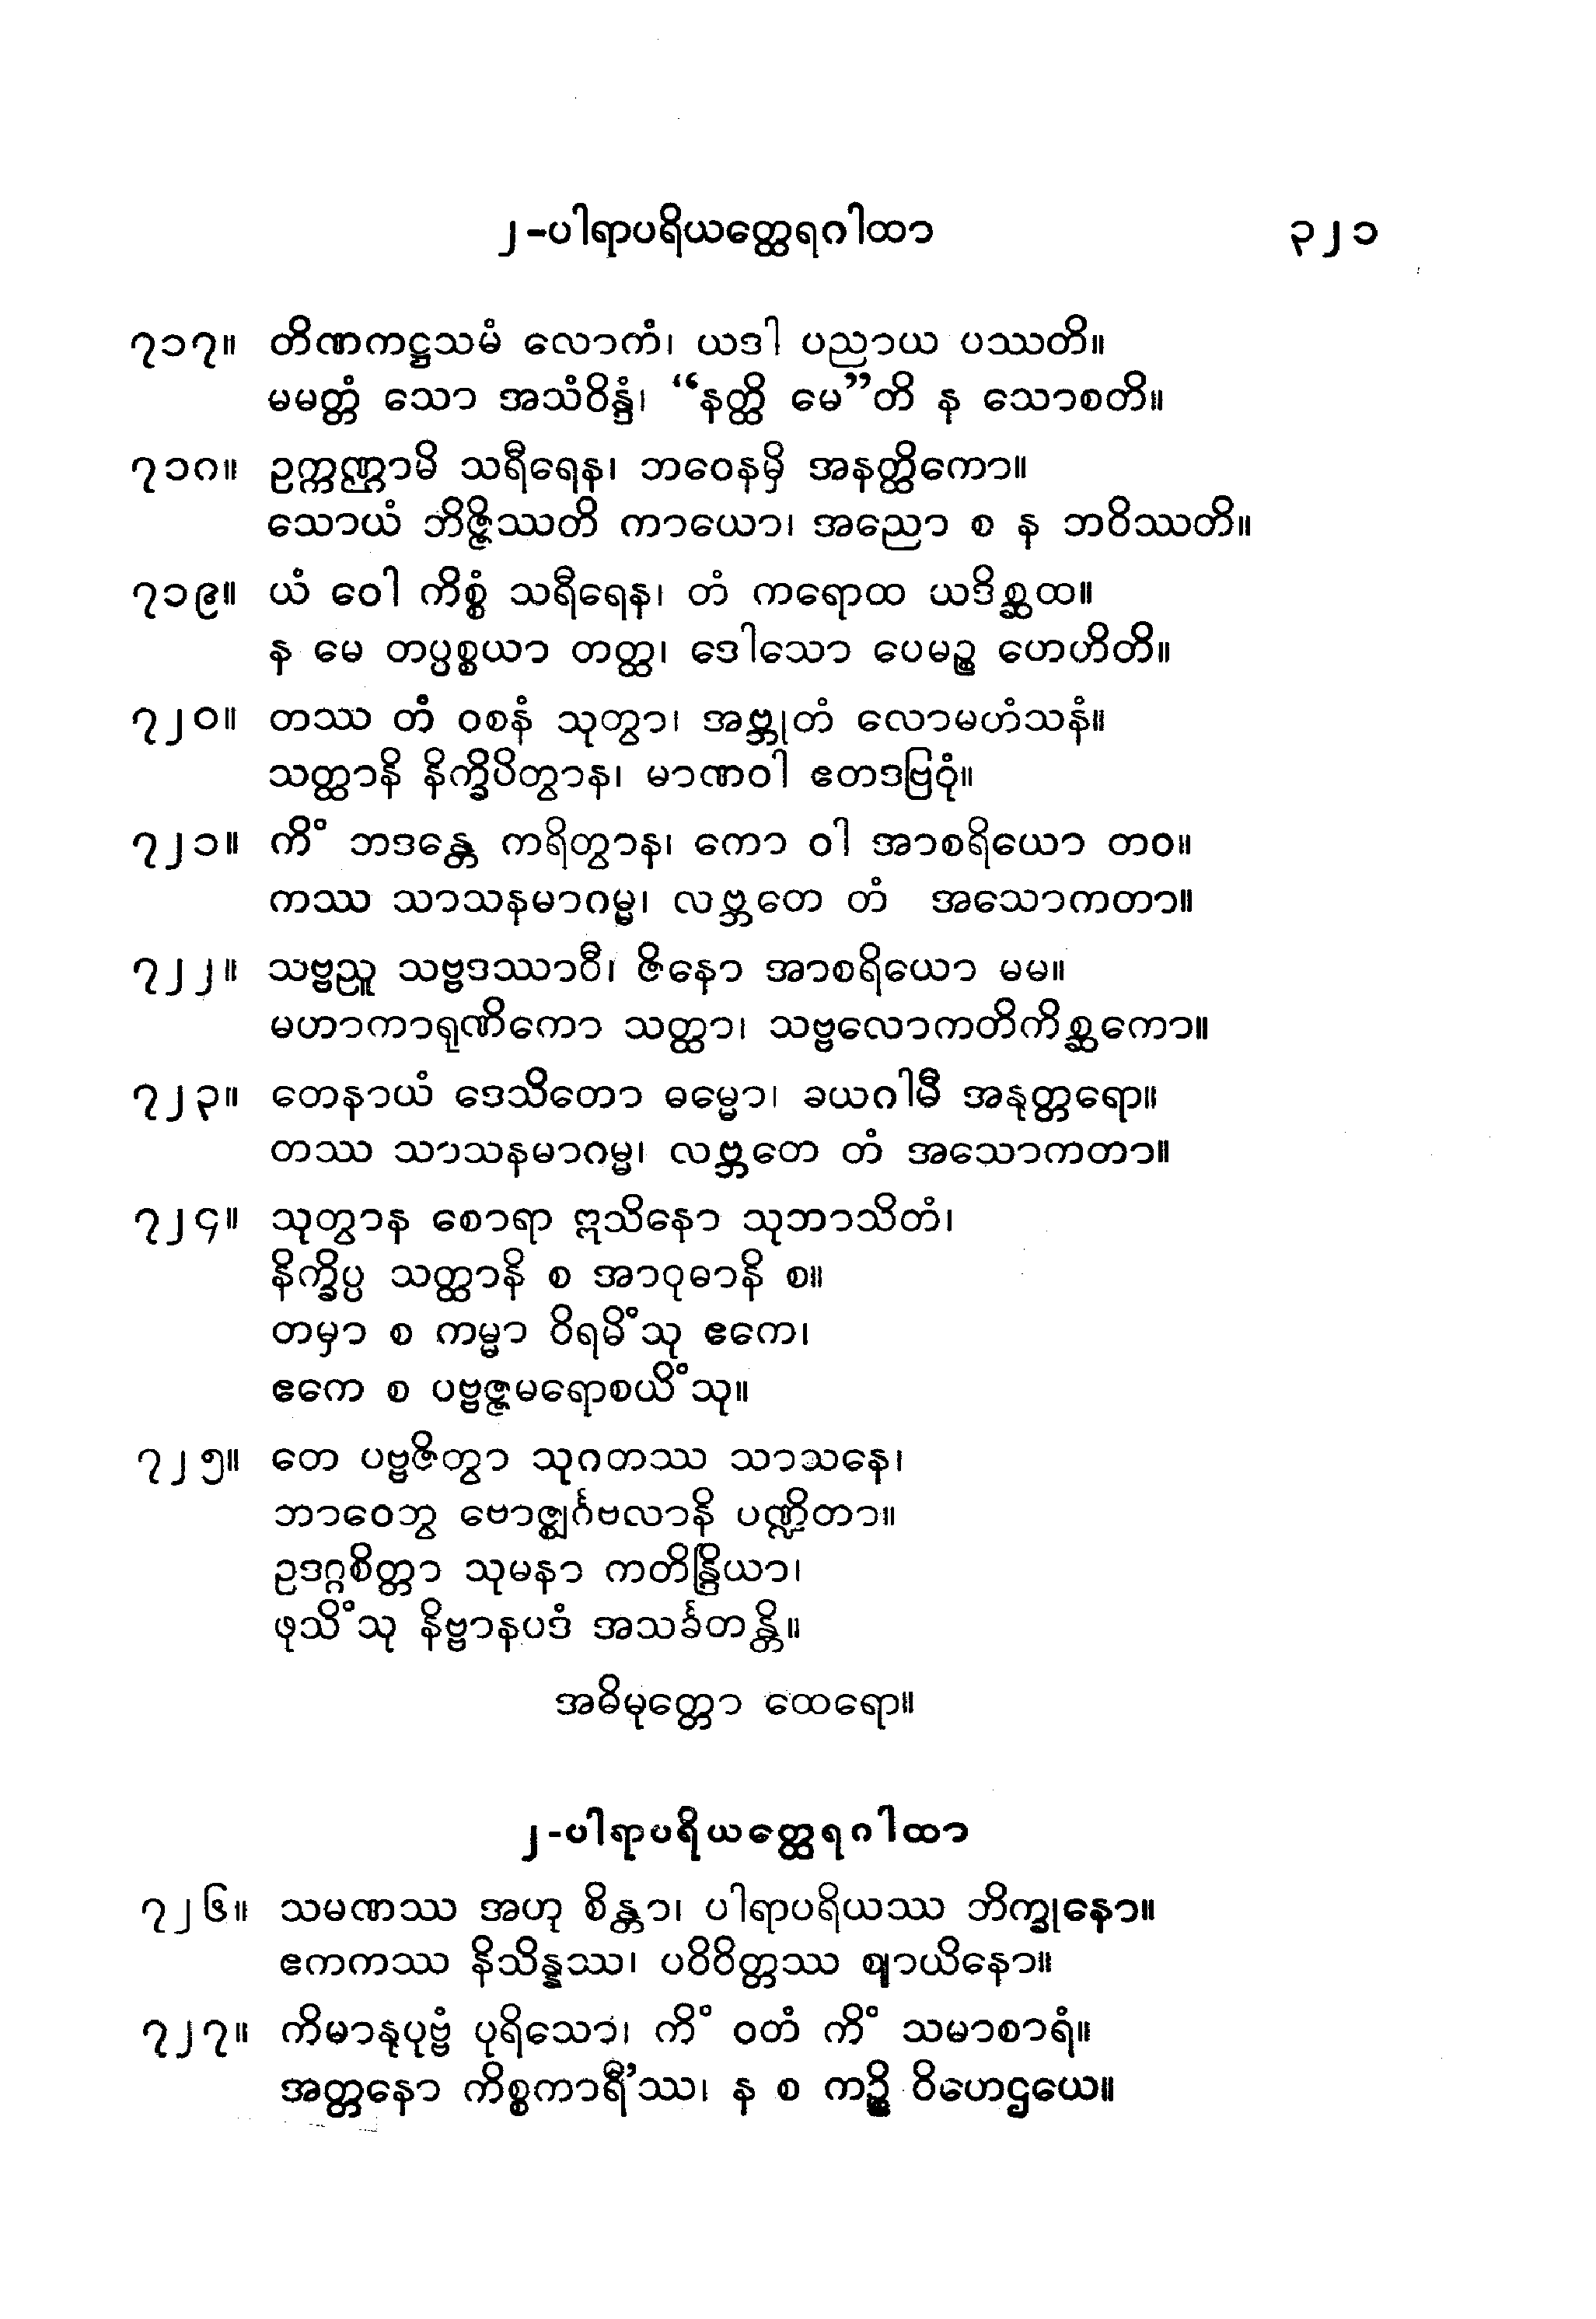 ၂-ပါရာပရိယတ္ထေရဂါထာ ၃၂၁
၇၁၇။ တိဏကဋ္ဌသမံ လောကံ၊ ယဒါ ပညာယ ပဿတိ။
မမတ္တံ သော အသံဝိန္ဒံ၊ “နတ္ထိ မေ”တိ န သောစတိ။
၇၁၈။ ဥက္ကဏ္ဌာမိ သရီရေန၊ ဘဝေနမှိ အနတ္ထိကော။
သောယံ ဘိဇ္ဇိဿတိ ကာယော၊ အညော စ န ဘဝိဿတိ။
၇၁၉။ ယံ ဝေါ ကိစ္စံ သရီရေန၊ တံ ကရောထ ယဒိစ္ဆထ။
န မေ တပ္ပစ္စယာ တတ္ထ၊ ဒေါသော ပေမဉ္စ ဟေဟိတိ။
၇၂၀။ တဿ တံ ဝစနံ သုတွာ၊ အဗ္ဘုတံ လောမဟံသနံ။
သတ္ထာနိ နိက္ခိပိတွာန၊ မာဏဝါ ဧတဒဗြဝုံ။
၇၂၁။ ကိံ ဘဒန္တေ ကရိတွာန၊ ကော ဝါ အာစရိယော တဝ။
ကဿ သာသနမာဂမ္မ၊ လဗ္ဘတေ တံ အသောကတာ။
၇၂၂။ သဗ္ဗညူ သဗ္ဗဒဿာဝီ၊ ဇိနော အာစရိယော မမ။
မဟာကာရုဏိကော သတ္ထာ၊ သဗ္ဗလောကတိကိစ္ဆကော။
၇၂၃။ တေနာယံ ဒေသိတော ဓမ္မော၊ ခယဂါမီ အနုတ္တရော။
တဿ သာသနမာဂမ္မ၊ လဗ္ဘတေ တံ အသောကတာ။
၇၂၄။ သုတွာန စောရာ ဣသိနော သုဘာသိတံ၊
နိက္ခိပ္ပ သတ္ထာနိ စ အာဝုဓာနိ စ။
တမှာ စ ကမ္မာ ဝိရမိံသု ဧကေ၊
ဧကေ စ ပဗ္ဗဇ္ဇမရောစယိံသု။
၇၂၅။ တေ ပဗ္ဗဇိတွာ သုဂတဿ သာသနေ၊
ဘာဝေတွ ဗောဇ္ဈင်္ဂဗလာနိ ပဏ္ဍိတာ။
ဥဒဂ္ဂစိတ္တာ သုမနာ ကတိန္ဒြိယာ၊
ဖုသိံသု နိဗ္ဗာနပဒံ အသင်္ခတန္တိ။
အဓိမုတ္တော ထေရော။
၂-ပါရာပရိယတ္ထေရဂါထာ
၇၂၆။ သမဏဿ အဟု စိန္တာ၊ ပါရာပရိယဿ ဘိက္ခုနော။
ဧကကဿ နိသိန္နဿ၊ ပဝိဝိတ္တဿ ဈာယိနော။
၇၂၇။ ကိမာနုပုဗ္ဗံ ပုရိသော၊ ကိံ ဝတံ ကိံ သမာစာရံ။
အတ္တနော ကိစ္စကာရီ’ဿ၊ န စ ကဉ္စိ ဝိဟေဌယေ။